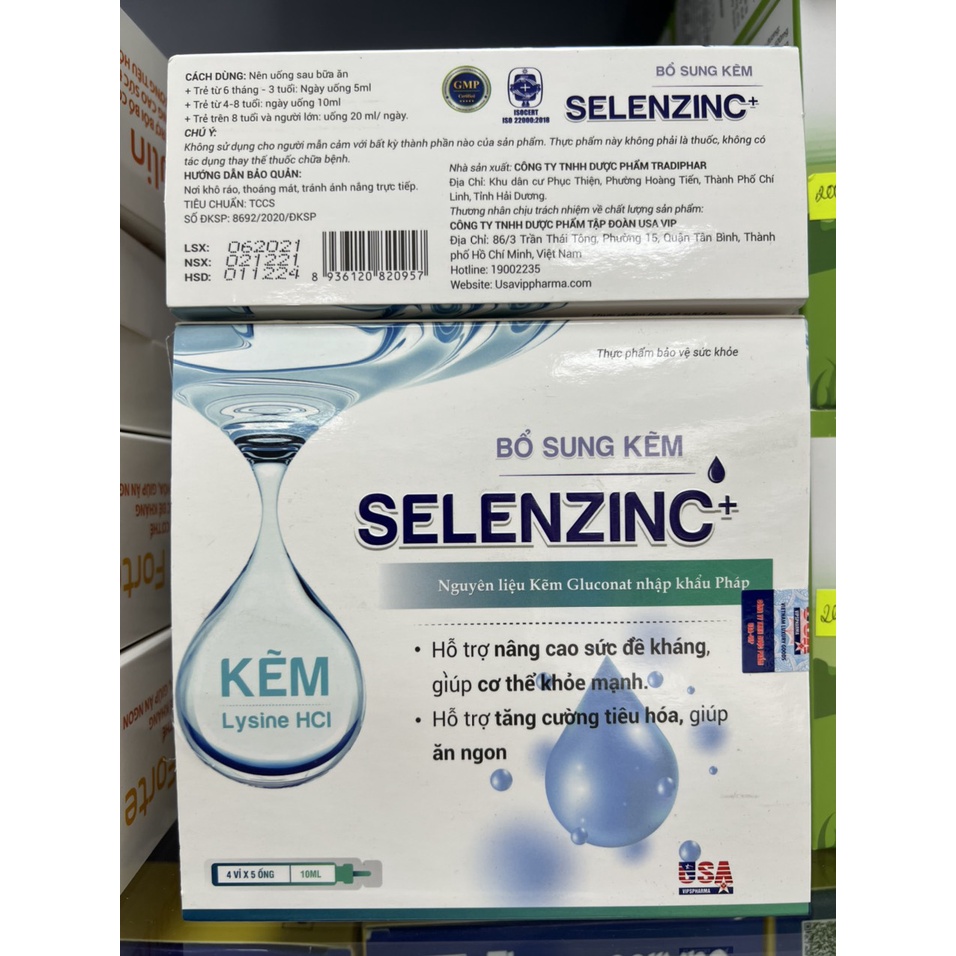 CÁCH DÙNG: Nên uống sau bữa ăn
+ Trẻ từ 6 tháng - 3 tuổi: Ngày uống 5ml
+ Trẻ từ 4-8 tuổi: ngày uống 10ml
+ Trẻ trên 8 tuổi và người lớn: uống 20 ml/ ngày.
CHÚ Ý:
Không sử dụng cho người mẫn cảm với bất kỳ thành phần nào của sản phẩm. Thực phẩm này không phải là thuốc, không có
tác dụng thay thế thuốc chữa bệnh.
HƯỚNG DẪN BẢO QUẢN:
Nơi khô ráo, thoáng mát, tránh ánh nắng trực tiếp.
TIÊU CHUẨN: TCCS
SỐ ĐKSP: 8692/2020/ĐKSP
LSX: 062021
NSX: 021221
HSD: 011224
8 936120 820957
GMP
ISOCERT
ISO 22000:2018
BỔ SUNG KẼM
SELENZINC+
Nhà sản xuất: CÔNG TY TNHH DƯỢC PHẨM TRADIPHAR
Địa Chỉ: Khu dân cư Phục Thiện, Phường Hoàng Tiến, Thành Phố Chí
Linh, Tỉnh Hải Dương.
Thương nhân chịu trách nhiệm về chất lượng sản phẩm:
CÔNG TY TNHH DƯỢC PHẨM TẬP ĐOÀN USA VIP
Địa Chỉ: 86/3 Trần Thái Tông, Phường 15, Quận Tân Bình, Thành
phố Hồ Chí Minh, Việt Nam
Hotline: 19002235
Website: Usavippharma.com
Thực phẩm bảo vệ sức khỏe
BỔ SUNG KẼM
SELENZINC+
Nguyên liệu Kẽm Gluconat nhập khẩu Pháp
KẼM
Lysine HCl
• Hỗ trợ nâng cao sức đề kháng,
giúp cơ thể khỏe mạnh.
• Hỗ trợ tăng cường tiêu hóa, giúp
ăn ngon
4 VỈ X 5 ỐNG
10ML
USA
VIPSPHARMA
Forte
Forte